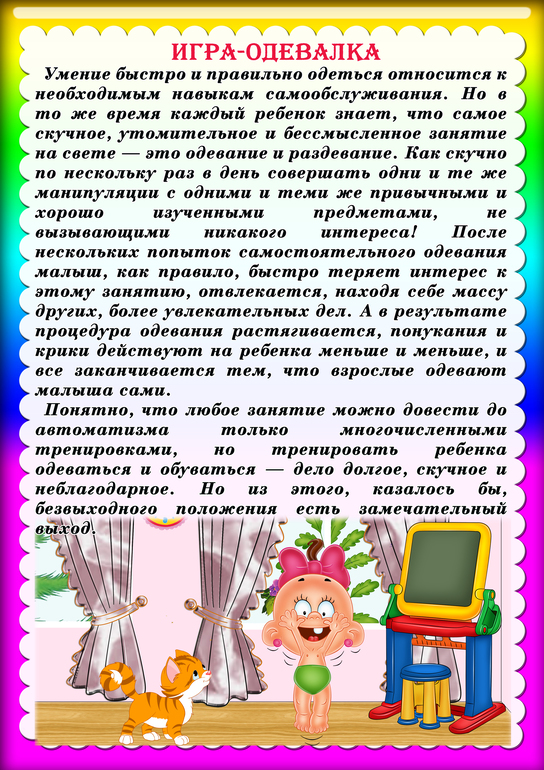 ИГРА-ОДЕВАЛКА
Умение быстро и правильно одеться относится к
необходимым навыкам самообслуживания. Но в
то же время каждый ребенок знает, что самое
скучное, утомительное и бессмысленное занятие
на свете — это одевание и раздевание. Как скучно
по нескольку раз в день совершать одни и те же
манипуляции с одними и теми же привычными и
хорошо изученными предметами, не
вызывающими никакого интереса! После
нескольких попыток самостоятельного одевания
малыш, как правило, быстро теряет интерес к
этому занятию, отвлекается, находя себе массу
других, более увлекательных дел. А в результате
процедура одевания растягивается, понукания и
крики действуют на ребенка меньше и меньше, и
все заканчивается тем, что взрослые одевают
малыша сами.
Понятно, что любое занятие можно довести до
автоматизма только многочисленными
тренировками, но тренировать ребенка
одеваться и обуваться — дело долгое, скучное и
неблагодарное. Но из этого, казалось бы,
безвыходного положения есть замечательный
выход.